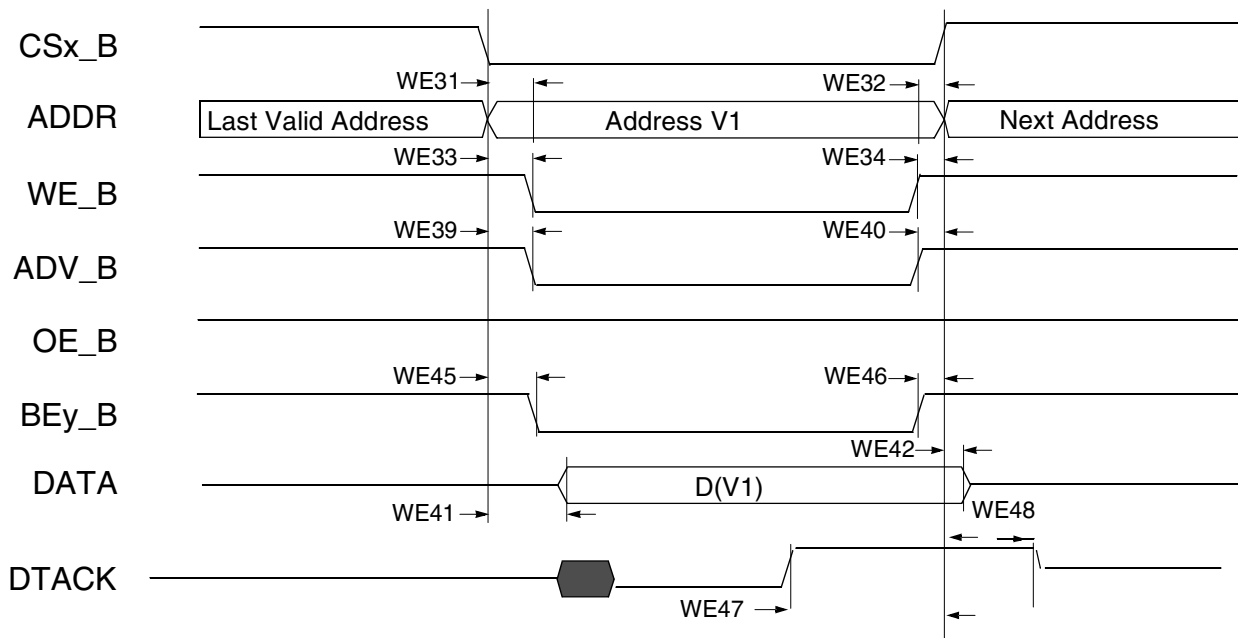 CSx_B
WE31
WE32
ADDR
Last Valid Address
Address V1
Next Address
WE33
WE34
WE_B
WE39
WE40
ADV_B
OE_B
WE45
WE46
BEy_B
WE42
DATA
D(V1)
WE41
WE48
DTACK
WE47